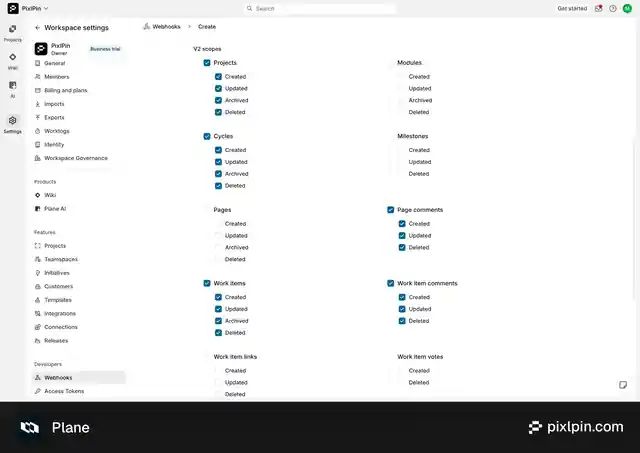 PixlPin
Search
Get started
M
Projects
Wiki
AI
Settings
Workspace settings
PixlPin
Owner
Business trial
General
Members
Billing and plans
Imports
Exports
Worklogs
Identity
Workspace Governance
Products
Wiki
Plane AI
Features
Projects
Teamspaces
Initiatives
Customers
Templates
Integrations
Connections
Releases
Developers
Webhooks
Access Tokens
Webhooks > Create
V2 scopes
Projects
Created
Updated
Archived
Deleted
Modules
Created
Updated
Archived
Deleted
Cycles
Created
Updated
Archived
Deleted
Milestones
Created
Updated
Deleted
Pages
Created
Updated
Archived
Deleted
Page comments
Created
Updated
Deleted
Work items
Created
Updated
Archived
Deleted
Work item comments
Created
Updated
Deleted
Work item links
Created
Updated
Deleted
Work item votes
Created
Deleted
Plane
pixlpin.com